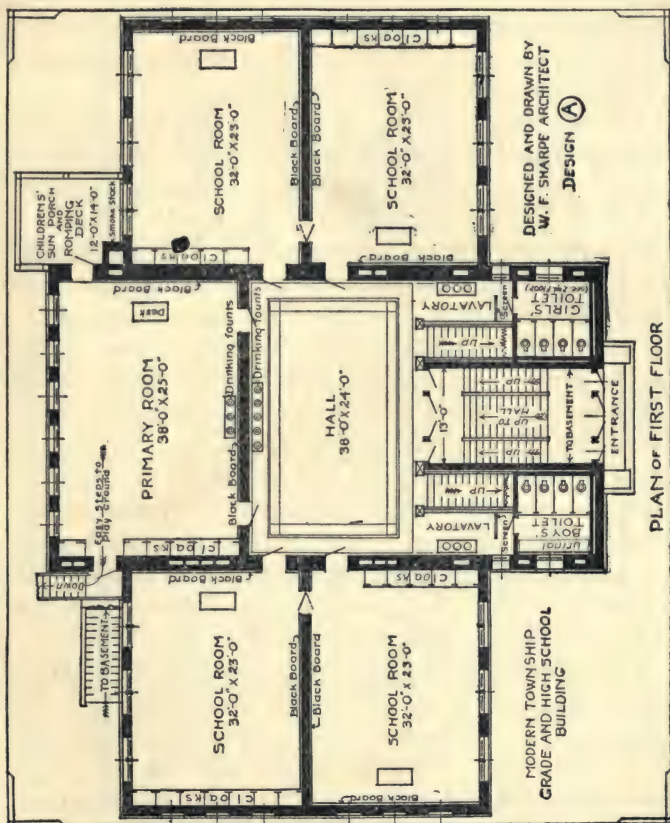 CHILDRENS'
SUN PORCH
AND
ROMPING
DECK
12'-0"X14'-0"
Smoke Stack
Black Board
SCHOOL ROOM
32'-0" X 23'-0"
Cloaks
Black Board
Black Board
Cloaks
SCHOOL ROOM
32'-0" X 23'-0"
Black Board
DESIGNED AND DRAWN BY
W. F. SHARPE ARCHITECT
DESIGN A
Black Board
Desk
PRIMARY ROOM
38'-0" X 25'-0"
Drinking founts
Drinking founts
Black Board
Cloaks
Easy Steps to
play ground
Down
TO BASEMENT
HALL
38'-0" X 24'-0"
LAVATORY
Screen
GIRLS'
TOILET
UP
13'-0"
UP
UP TO
HALL
UP
TO BASEMENT
ENTRANCE
UP
LAVATORY
Screen
BOYS'
TOILET
urinal
Black Board
SCHOOL ROOM
32'-0" X 23'-0"
Cloaks
Black Board
Black Board
Cloaks
SCHOOL ROOM
32'-0" X 23'-0"
Black Board
MODERN TOWNSHIP
GRADE AND HIGH SCHOOL
BUILDING
PLAN OF FIRST FLOOR